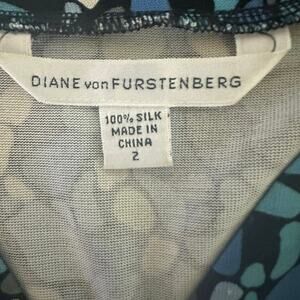 DIANE von FURSTENBERG
100% SILK
MADE IN
CHINA
2